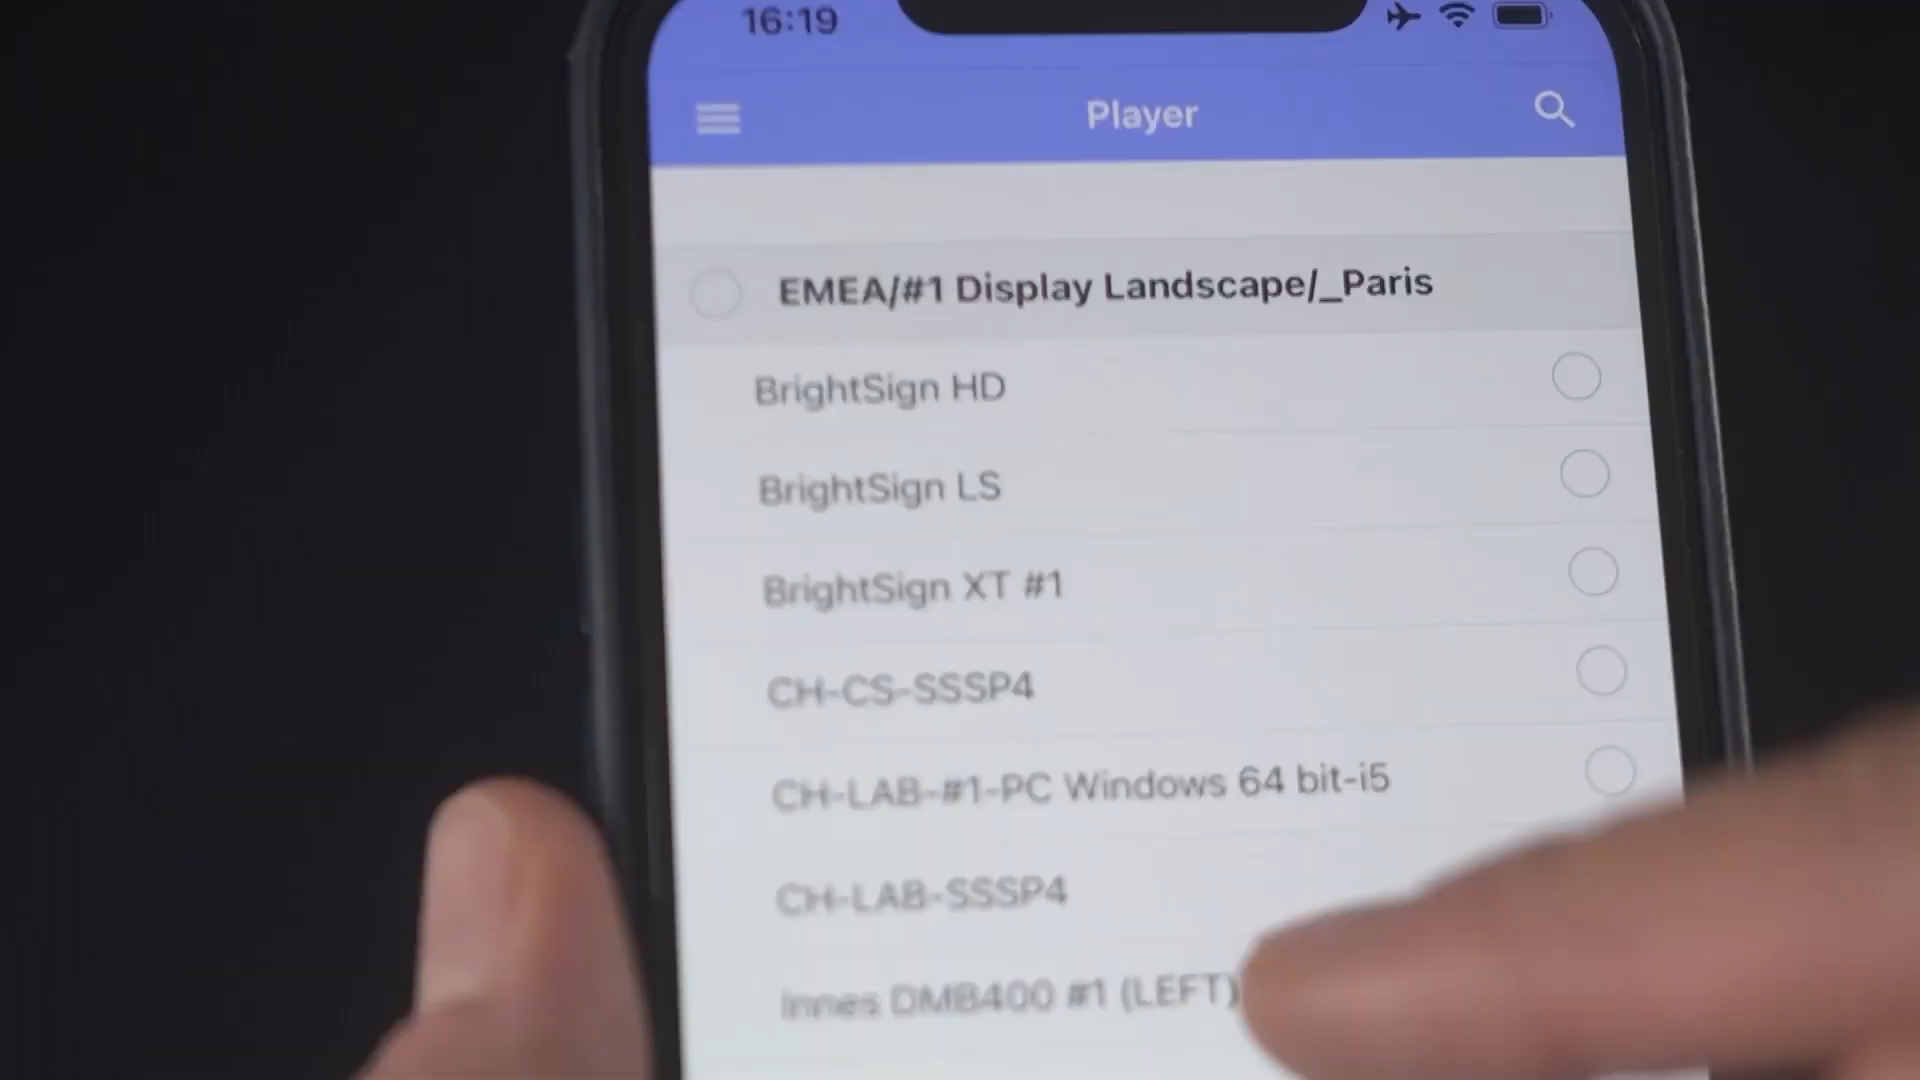 16:19
Player
EMEA/#1 Display Landscape/_Paris
BrightSign HD
BrightSign LS
BrightSign XT #1
CH-CS-SSSP4
CH-LAB-#1-PC Windows 64 bit-i5
CH-LAB-SSSP4
Innes DMB400 #1 (LEFT)